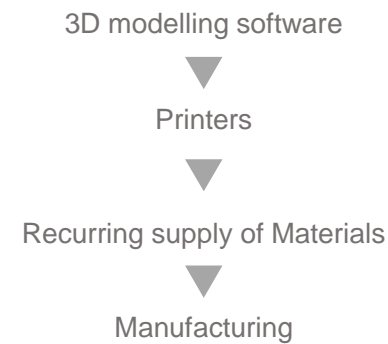 3D modelling software
Printers
Recurring supply of Materials
Manufacturing